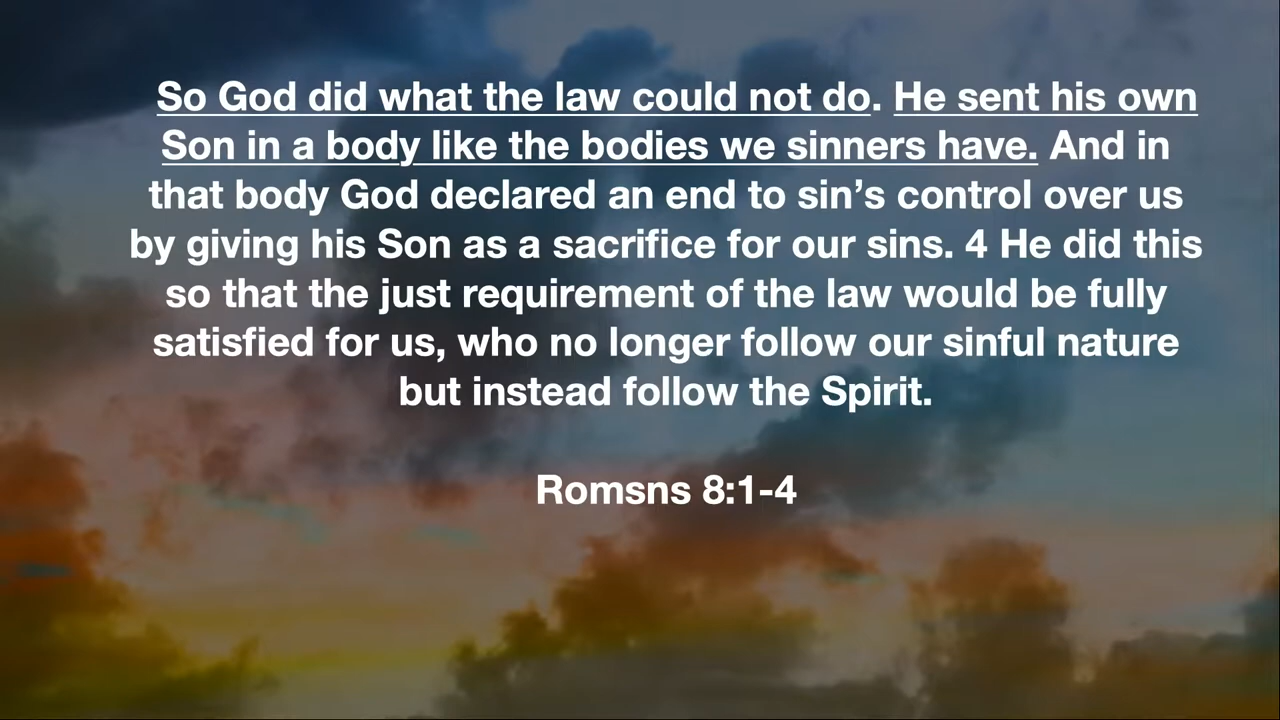 So God did what the law could not do. He sent his own
Son in a body like the bodies we sinners have. And in
that body God declared an end to sin’s control over us
by giving his Son as a sacrifice for our sins. 4 He did this
so that the just requirement of the law would be fully
satisfied for us, who no longer follow our sinful nature
but instead follow the Spirit.
Romsns 8:1-4